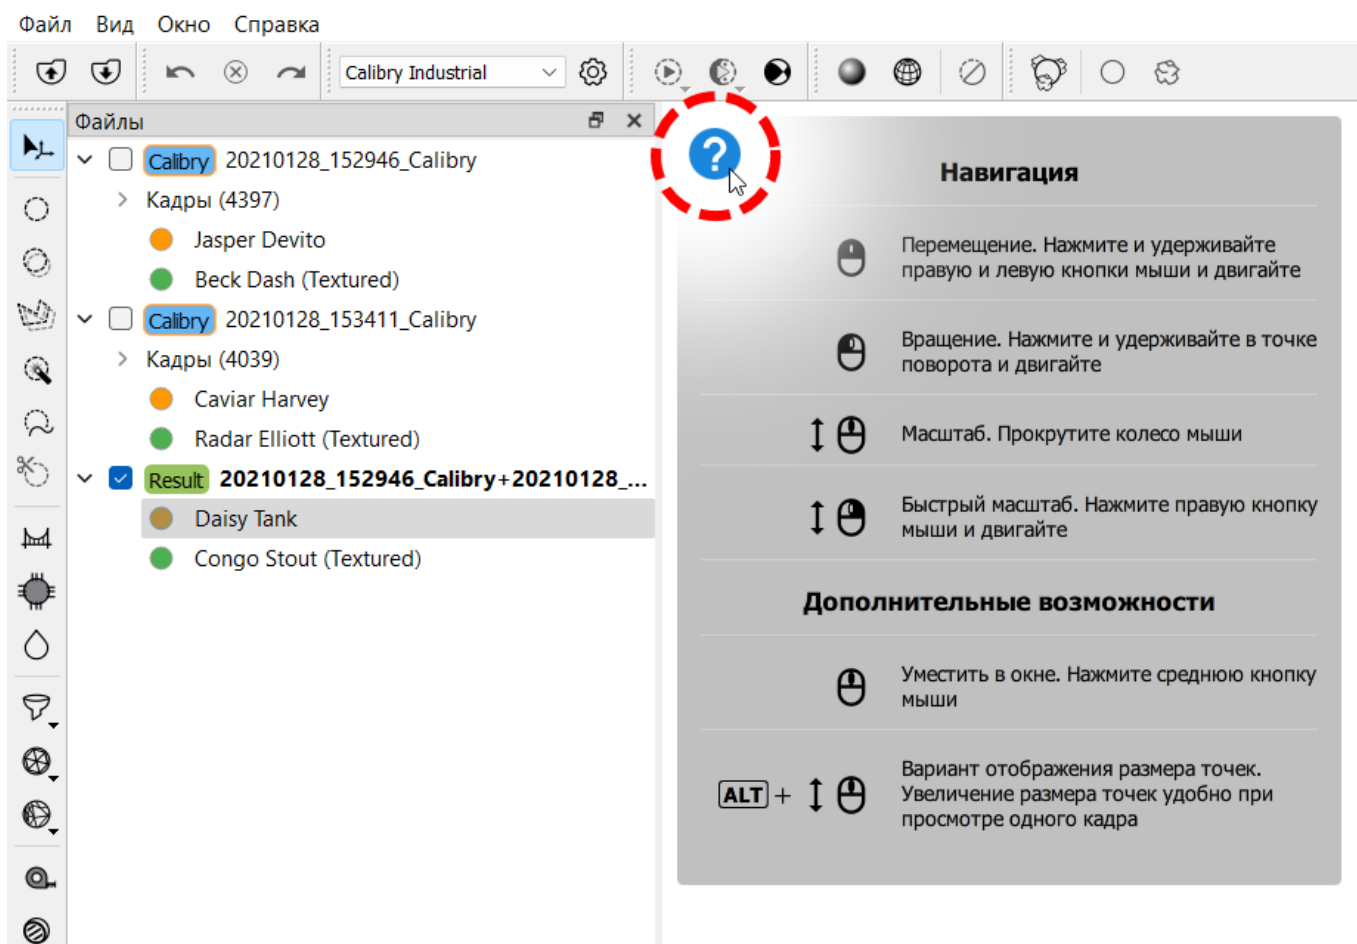 Файл Вид Окно Справка
Calibry Industrial
Файлы
Calibry 20210128_152946_Calibry
Кадры (4397)
Jasper Devito
Beck Dash (Textured)
Calibry 20210128_153411_Calibry
Кадры (4039)
Caviar Harvey
Radar Elliott (Textured)
Result 20210128_152946_Calibry+20210128_...
Daisy Tank
Congo Stout (Textured)
?
Навигация
Перемещение. Нажмите и удерживайте
правую и левую кнопки мыши и двигайте
Вращение. Нажмите и удерживайте в точке
поворота и двигайте
Масштаб. Прокрутите колесо мыши
Быстрый масштаб. Нажмите правую кнопку
мыши и двигайте
Дополнительные возможности
Уместить в окне. Нажмите среднюю кнопку
мыши
ALT +
Вариант отображения размера точек.
Увеличение размера точек удобно при
просмотре одного кадра